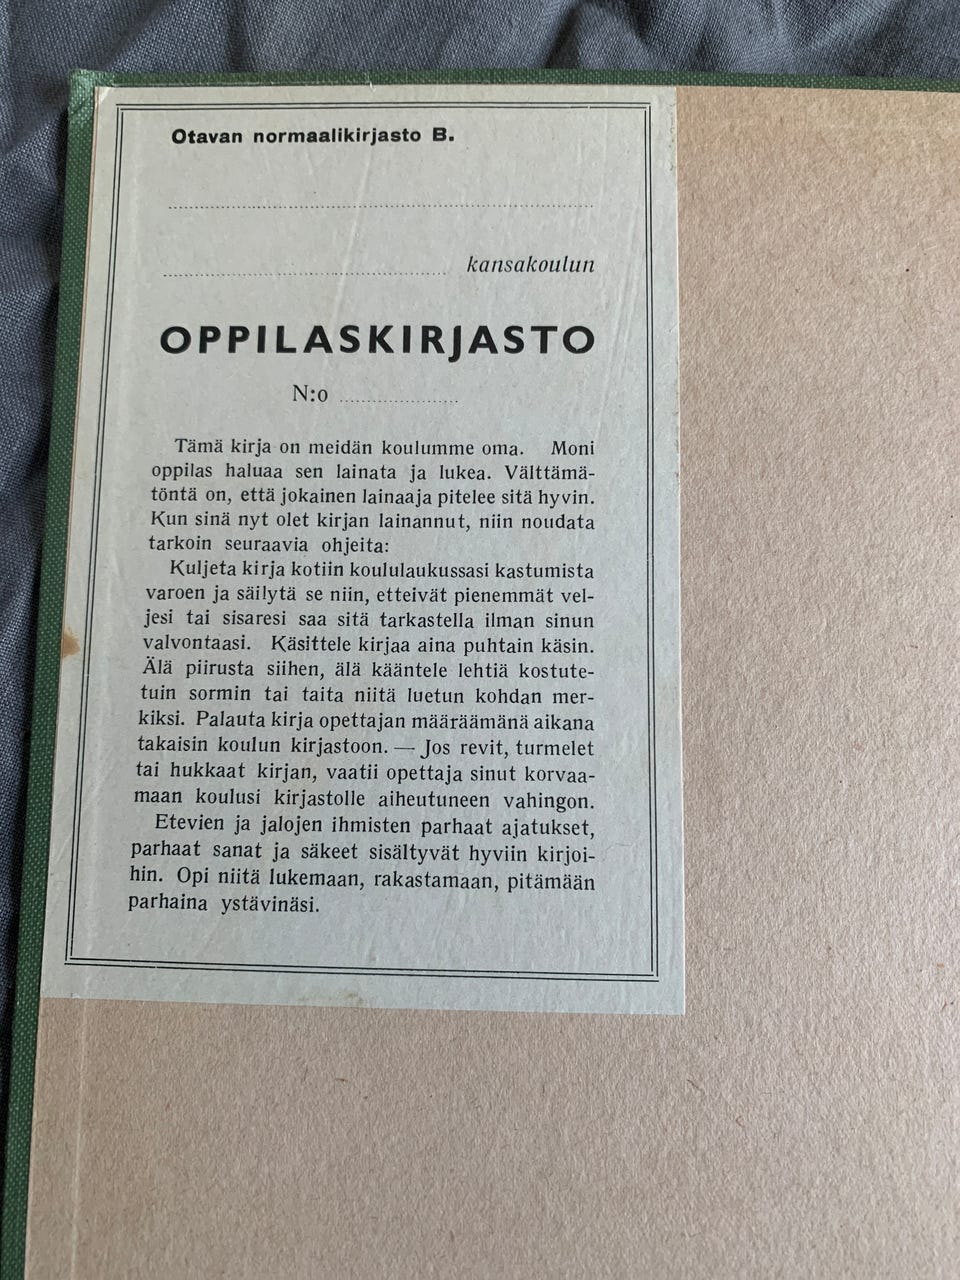 Otavan normaalikirjasto B.
kansakoulun
OPPILASKIRJASTO
N:o
Tämä kirja on meidän koulumme oma. Moni
oppilas haluaa sen lainata ja lukea. Välttämä-
töntä on, että jokainen lainaaja pitelee sitä hyvin.
Kun sinä nyt olet kirjan lainannut, niin noudata
tarkoin seuraavia ohjeita:
Kuljeta kirja kotiin koululaukussasi kastumista
varoen ja säilytä se niin, etteivät pienemmät vel-
jesi tai sisaresi saa sitä tarkastella ilman sinun
valvontaasi. Käsittele kirjaa aina puhtain käsin.
Älä piirusta siihen, älä kääntele lehtiä kostute-
tuin sormin tai taita niitä luetun kohdan mer-
kiksi. Palauta kirja opettajan määräämänä aikana
takaisin koulun kirjastoon. — Jos revit, turmelet
tai hukkaat kirjan, vaatii opettaja sinut korvaa-
maan koulusi kirjastolle aiheutuneen vahingon.
Etevien ja jalojen ihmisten parhaat ajatukset,
parhaat sanat ja säkeet sisältyvät hyviin kirjoi-
hin. Opi niitä lukemaan, rakastamaan, pitämään
parhaina ystävinäsi.